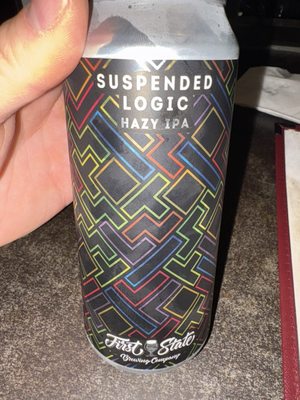 SUSPENDED
LOGIC
HAZY IPA
First State
Brewing Company